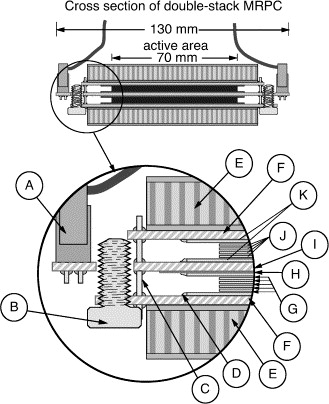 Cross section of double-stack MRPC
130 mm
active area
70 mm
E
F
A
K
J
I
H
B
G
F
C
D
E